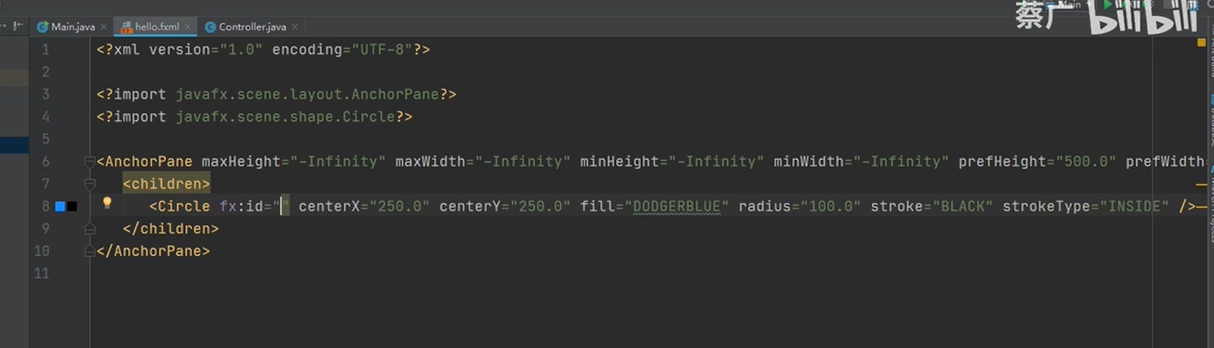 蔡广 bilibili
Main.java hello.fxml Controller.java
1 <?xml version="1.0" encoding="UTF-8"?>
2
3 <?import javafx.scene.layout.AnchorPane?>
4 <?import javafx.scene.shape.Circle?>
5
6 <AnchorPane maxHeight="-Infinity" maxWidth="-Infinity" minHeight="-Infinity" minWidth="-Infinity" prefHeight="500.0" prefWidth=
7 <children>
8 <Circle fx:id="" centerX="250.0" centerY="250.0" fill="DODGERBLUE" radius="100.0" stroke="BLACK" strokeType="INSIDE" />
9 </children>
10 </AnchorPane>
11